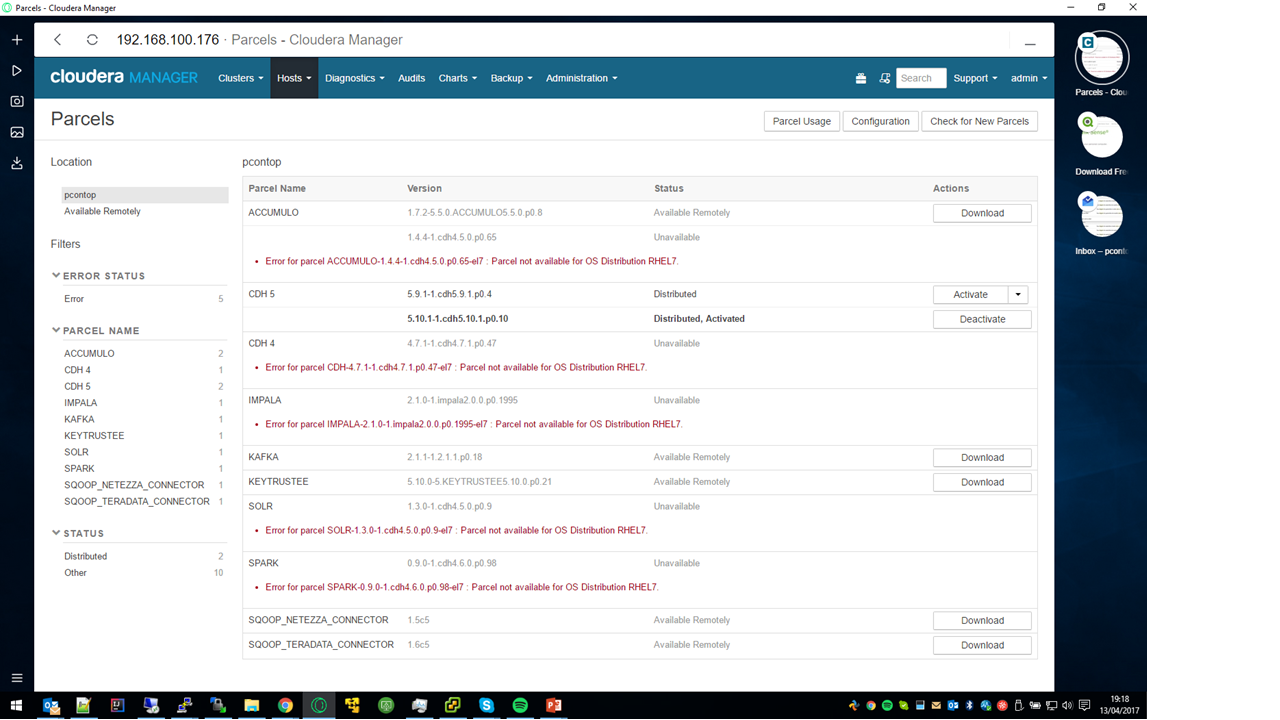 Parcels - Cloudera Manager
192.168.100.176 · Parcels - Cloudera Manager
cloudera MANAGER Clusters Hosts Diagnostics Audits Charts Backup Administration Search Support admin
Parcels
Parcel Usage Configuration Check for New Parcels
Location
pcontop
Available Remotely
Filters
ERROR STATUS
Error 5
PARCEL NAME
ACCUMULO 2
CDH 4 1
CDH 5 2
IMPALA 1
KAFKA 1
KEYTRUSTEE 1
SOLR 1
SPARK 1
SQOOP_NETEZZA_CONNECTOR 1
SQOOP_TERADATA_CONNECTOR 1
STATUS
Distributed 2
Other 10
pcontop
Parcel Name Version Status Actions
ACCUMULO 1.7.2-5.5.0.ACCUMULO5.5.0.p0.8 Available Remotely Download
1.4.4-1.cdh4.5.0.p0.65 Unavailable
• Error for parcel ACCUMULO-1.4.4-1.cdh4.5.0.p0.65-el7 : Parcel not available for OS Distribution RHEL7.
CDH 5 5.9.1-1.cdh5.9.1.p0.4 Distributed Activate
5.10.1-1.cdh5.10.1.p0.10 Distributed, Activated Deactivate
CDH 4 4.7.1-1.cdh4.7.1.p0.47 Unavailable
• Error for parcel CDH-4.7.1-1.cdh4.7.1.p0.47-el7 : Parcel not available for OS Distribution RHEL7.
IMPALA 2.1.0-1.impala2.0.0.p0.1995 Unavailable
• Error for parcel IMPALA-2.1.0-1.impala2.0.0.p0.1995-el7 : Parcel not available for OS Distribution RHEL7.
KAFKA 2.1.1-1.2.1.1.p0.18 Available Remotely Download
KEYTRUSTEE 5.10.0-5.KEYTRUSTEE5.10.0.p0.21 Available Remotely Download
SOLR 1.3.0-1.cdh4.5.0.p0.9 Unavailable
• Error for parcel SOLR-1.3.0-1.cdh4.5.0.p0.9-el7 : Parcel not available for OS Distribution RHEL7.
SPARK 0.9.0-1.cdh4.6.0.p0.98 Unavailable
• Error for parcel SPARK-0.9.0-1.cdh4.6.0.p0.98-el7 : Parcel not available for OS Distribution RHEL7.
SQOOP_NETEZZA_CONNECTOR 1.5c5 Available Remotely Download
SQOOP_TERADATA_CONNECTOR 1.6c5 Available Remotely Download
Parcels - Clou
Download Fre
Inbox – pconto
19:18
13/04/2017